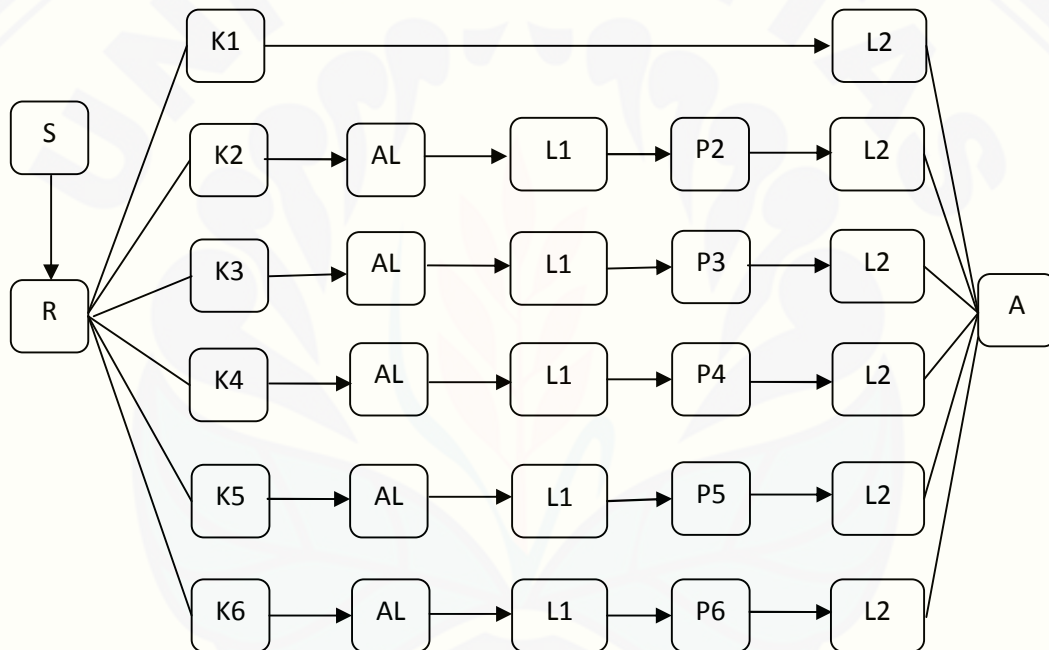 K1 L2
S
K2 AL L1 P2 L2
K3 AL L1 P3 L2
R A
K4 AL L1 P4 L2
K5 AL L1 P5 L2
K6 AL L1 P6 L2